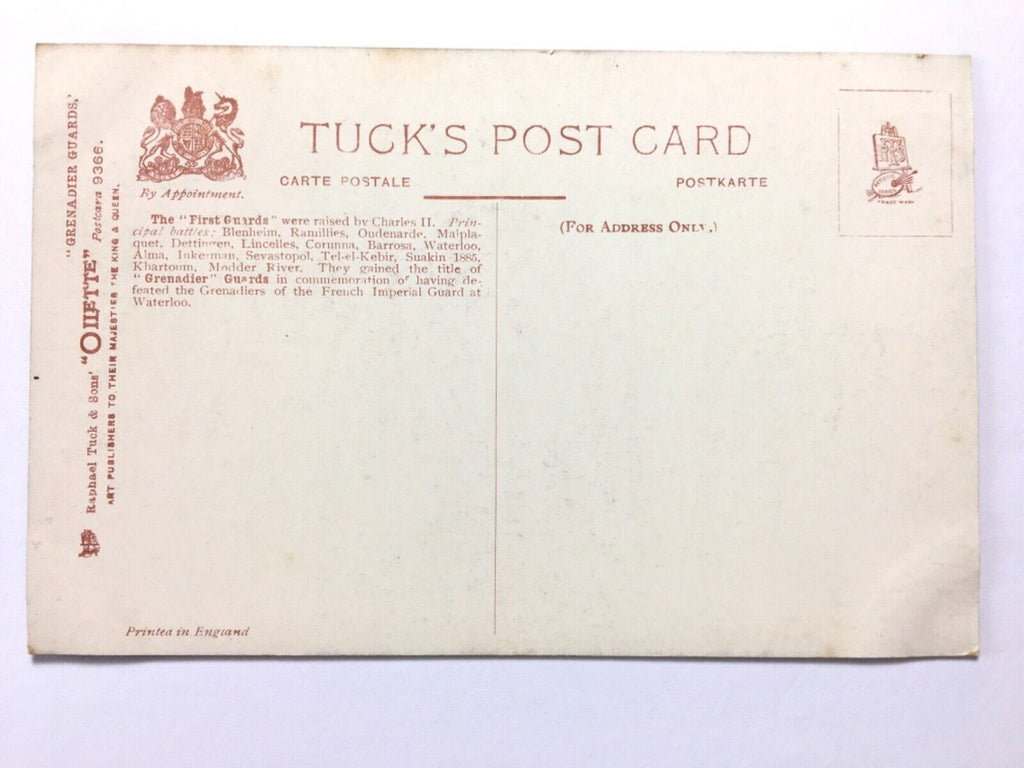 "GRENADIER GUARDS."
Raphael Tuck & Sons' "OILETTE" Postcard 9366.
ART PUBLISHERS TO THEIR MAJESTIES THE KING & QUEEN.
By Appointment.
TUCK'S POST CARD
CARTE POSTALE
POSTKARTE
(FOR ADDRESS ONLY.)
The "First Guards" were raised by Charles II. Prin-
cipal battles: Blenheim, Ramillies, Oudenarde, Malpla-
quet, Dettingen, Lincelles, Corunna, Barrosa, Waterloo,
Alma, Inkerman, Sevastopol, Tel-el-Kebir, Suakin 1885,
Khartoum, Modder River. They gained the title of
"Grenadier" Guards in commemoration of having de-
feated the Grenadiers of the French Imperial Guard at
Waterloo.
Printed in England
TRADE MARK